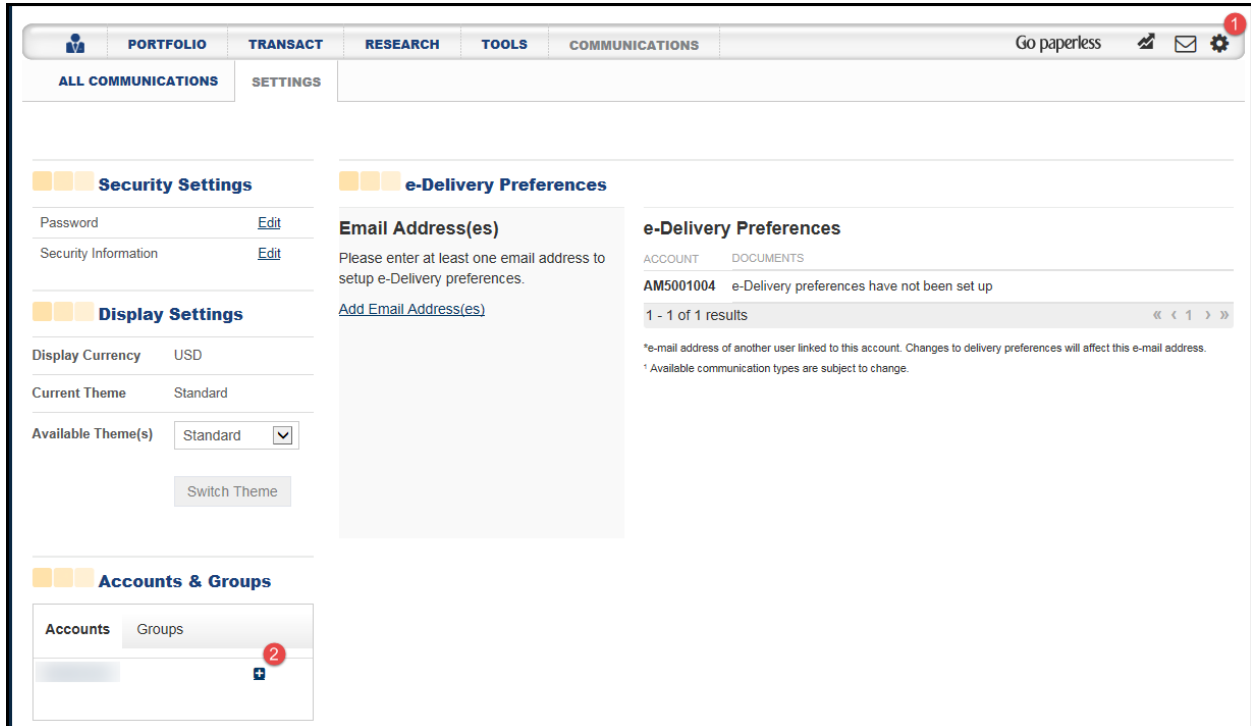 1
PORTFOLIO TRANSACT RESEARCH TOOLS COMMUNICATIONS Go paperless
ALL COMMUNICATIONS SETTINGS
Security Settings
Password Edit
Security Information Edit
Display Settings
Display Currency USD
Current Theme Standard
Available Theme(s) Standard
Switch Theme
Accounts & Groups
Accounts Groups
2
e-Delivery Preferences
Email Address(es)
Please enter at least one email address to
setup e-Delivery preferences.
Add Email Address(es)
e-Delivery Preferences
ACCOUNT DOCUMENTS
AM5001004 e-Delivery preferences have not been set up
1 - 1 of 1 results « ‹ 1 › »
*e-mail address of another user linked to this account. Changes to delivery preferences will affect this e-mail address.
¹ Available communication types are subject to change.